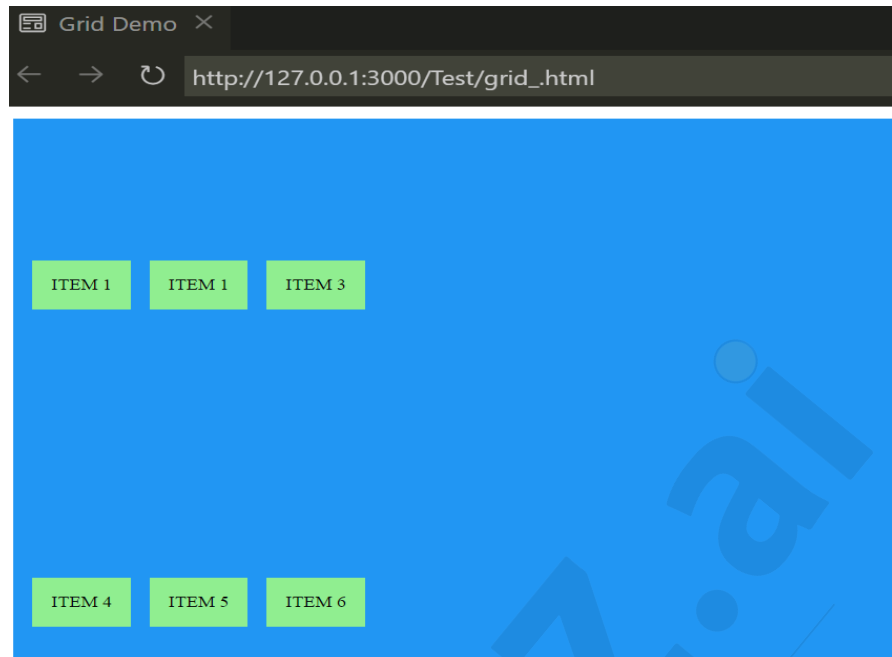 Grid Demo
http://127.0.0.1:3000/Test/grid_.html
ITEM 1 ITEM 1 ITEM 3
ITEM 4 ITEM 5 ITEM 6
z.ai